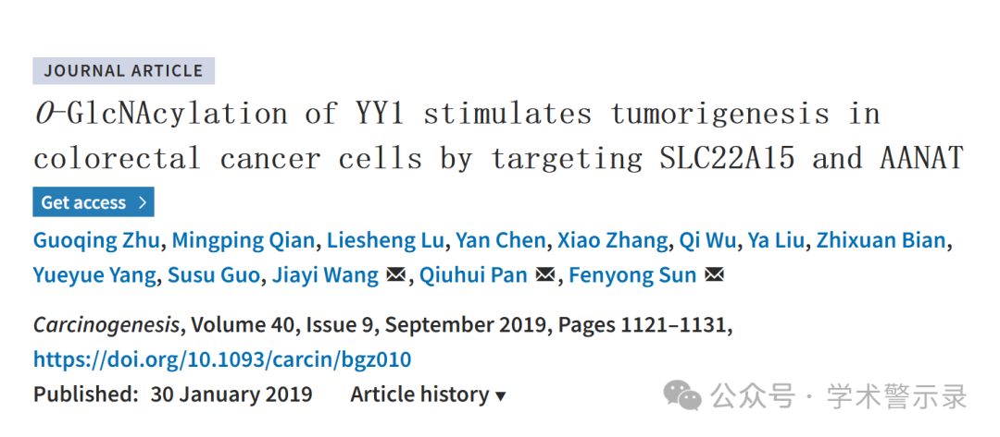 JOURNAL ARTICLE
O-GlcNAcylation of YY1 stimulates tumorigenesis in
colorectal cancer cells by targeting SLC22A15 and AANAT
Get access >
Guoqing Zhu, Mingping Qian, Liesheng Lu, Yan Chen, Xiao Zhang, Qi Wu, Ya Liu, Zhixuan Bian,
Yueyue Yang, Susu Guo, Jiayi Wang ✉, Qiuhui Pan ✉, Fenyong Sun ✉
Carcinogenesis, Volume 40, Issue 9, September 2019, Pages 1121–1131,
https://doi.org/10.1093/carcin/bgz010
Published: 30 January 2019 Article history ▼
公众号 · 学术警示录